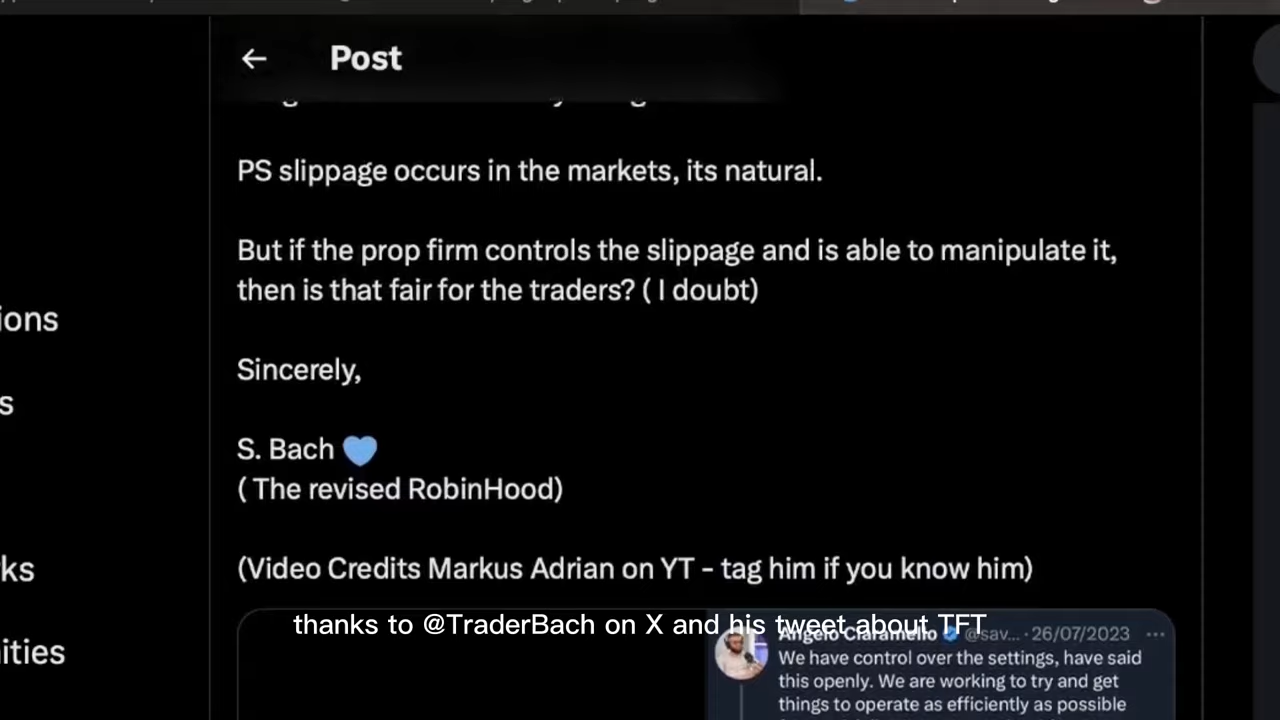 Post
PS slippage occurs in the markets, its natural.
But if the prop firm controls the slippage and is able to manipulate it,
then is that fair for the traders? ( I doubt)
ions
Sincerely,
s
S. Bach 💙
( The revised RobinHood)
ks
(Video Credits Markus Adrian on YT - tag him if you know him)
thanks to @TraderBach on X and his tweet about TFT
ities
Angelo Ciaramello @sav... · 26/07/2023 ···
We have control over the settings, have said
this openly. We are working to try and get
things to operate as efficiently as possible